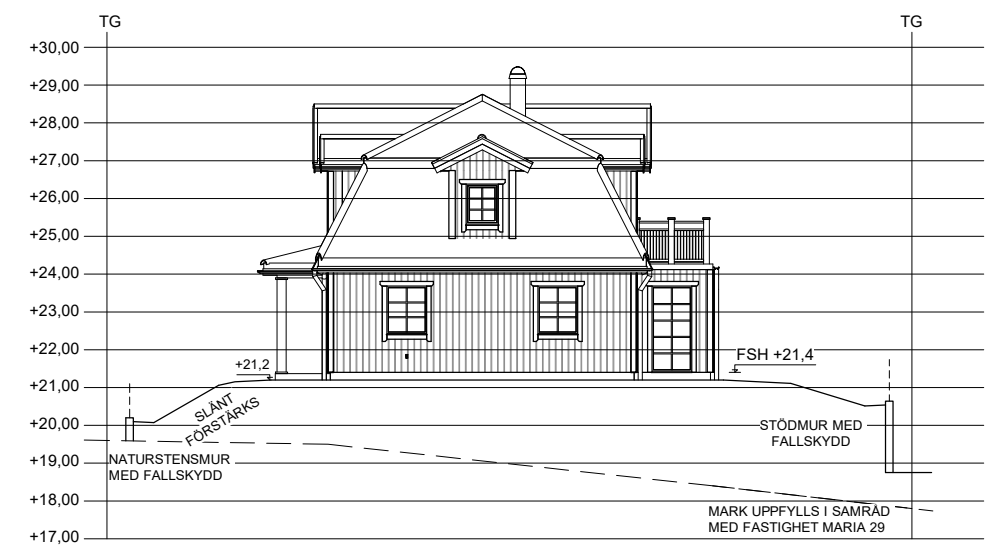 TG
TG
+30,00
+29,00
+28,00
+27,00
+26,00
+25,00
+24,00
+23,00
+22,00
+21,00
+20,00
+19,00
+18,00
+17,00
+21,2
FSH +21,4
SLÄNT
FÖRSTÄRKS
NATURSTENSMUR
MED FALLSKYDD
STÖDMUR MED
FALLSKYDD
MARK UPPFYLLS I SAMRÅD
MED FASTIGHET MARIA 29